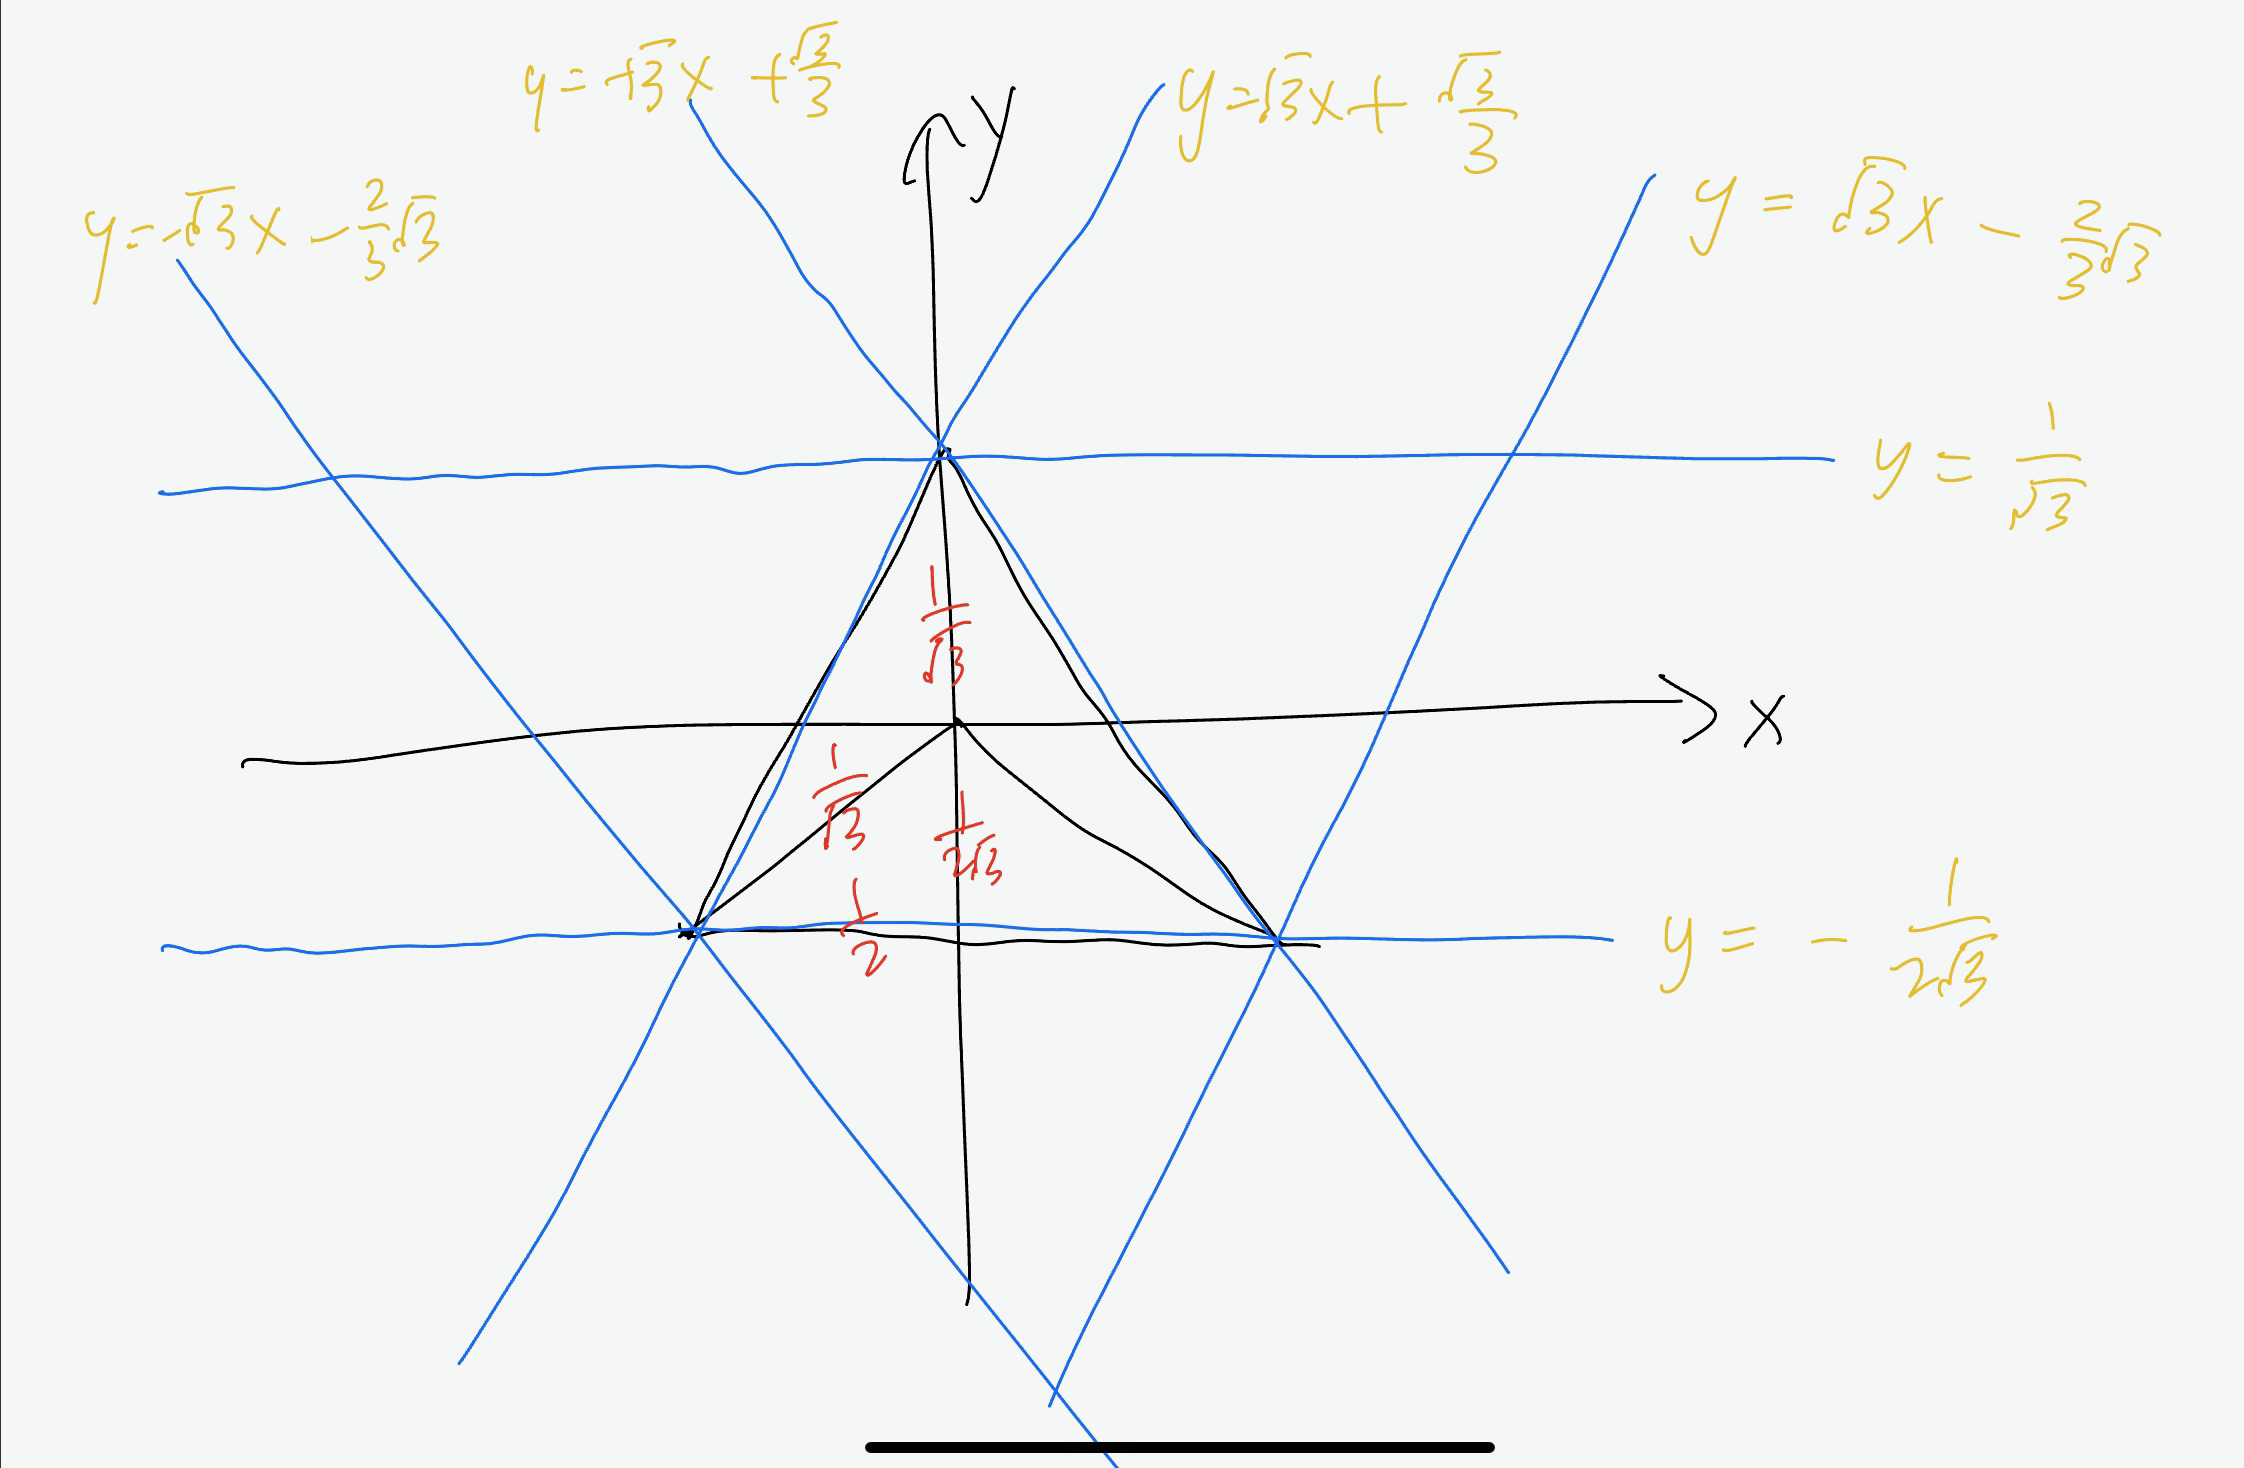 y = -√3x + √3/3
y
y = √3x + √3/3
y = -√3x - 2/3 √3
y = √3x - 2/3 √3
y = 1/√3
1/√3
x
1/√3
1/2√3
1/2
y = - 1/2√3